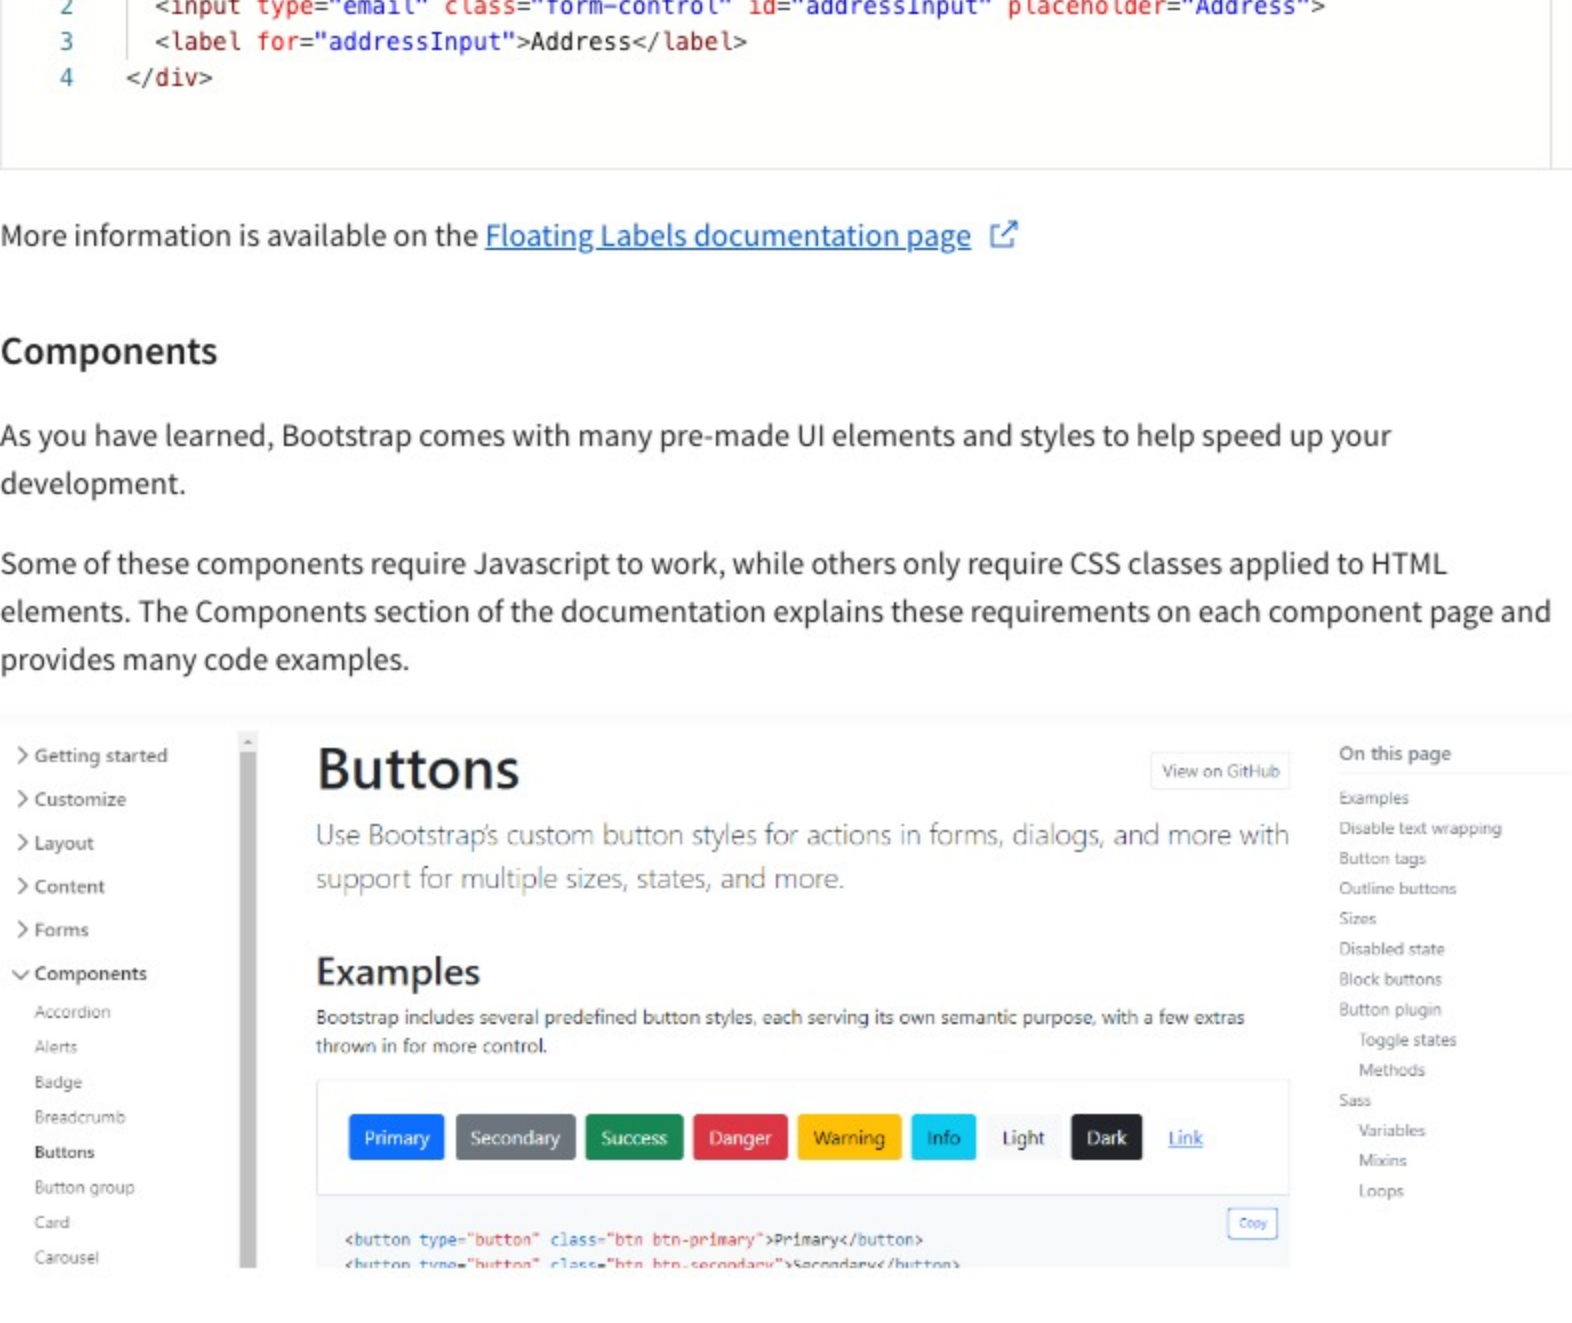 2 <input type="email" class="form-control" id="addressInput" placeholder="Address">
3 <label for="addressInput">Address</label>
4 </div>
More information is available on the Floating Labels documentation page
Components
As you have learned, Bootstrap comes with many pre-made UI elements and styles to help speed up your
development.
Some of these components require Javascript to work, while others only require CSS classes applied to HTML
elements. The Components section of the documentation explains these requirements on each component page and
provides many code examples.
Getting started
Customize
Layout
Content
Forms
Components
Accordion
Alerts
Badge
Breadcrumb
Buttons
Button group
Card
Carousel
Buttons
View on GitHub
Use Bootstrap's custom button styles for actions in forms, dialogs, and more with
support for multiple sizes, states, and more.
Examples
Bootstrap includes several predefined button styles, each serving its own semantic purpose, with a few extras
thrown in for more control.
Primary Secondary Success Danger Warning Info Light Dark Link
Copy
<button type="button" class="btn btn-primary">Primary</button>
<button type="button" class="btn btn-secondary">Secondary</button>
On this page
Examples
Disable text wrapping
Button tags
Outline buttons
Sizes
Disabled state
Block buttons
Button plugin
Toggle states
Methods
Sass
Variables
Mixins
Loops